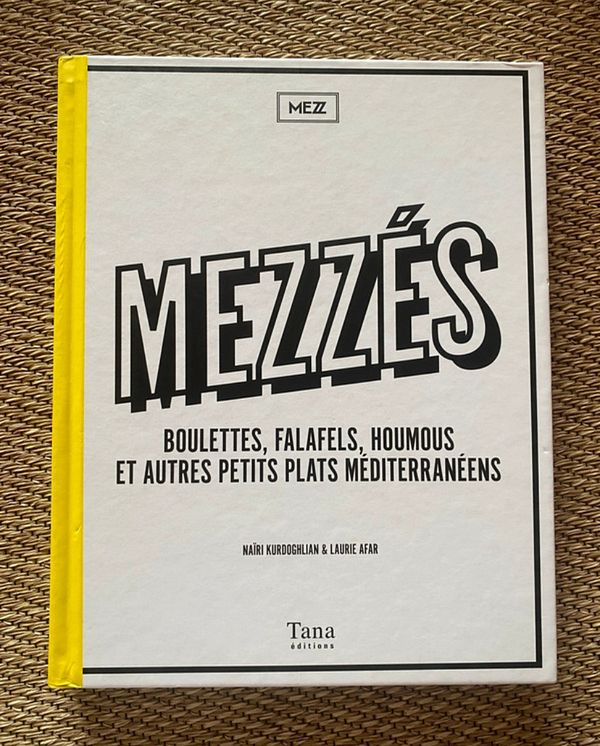 MEZZ
MEZZÉS
BOULETTES, FALAFELS, HOUMOUS
ET AUTRES PETITS PLATS MÉDITERRANÉENS
NAÏRI KURDOGHLIAN & LAURIE AFAR
Tana
éditions